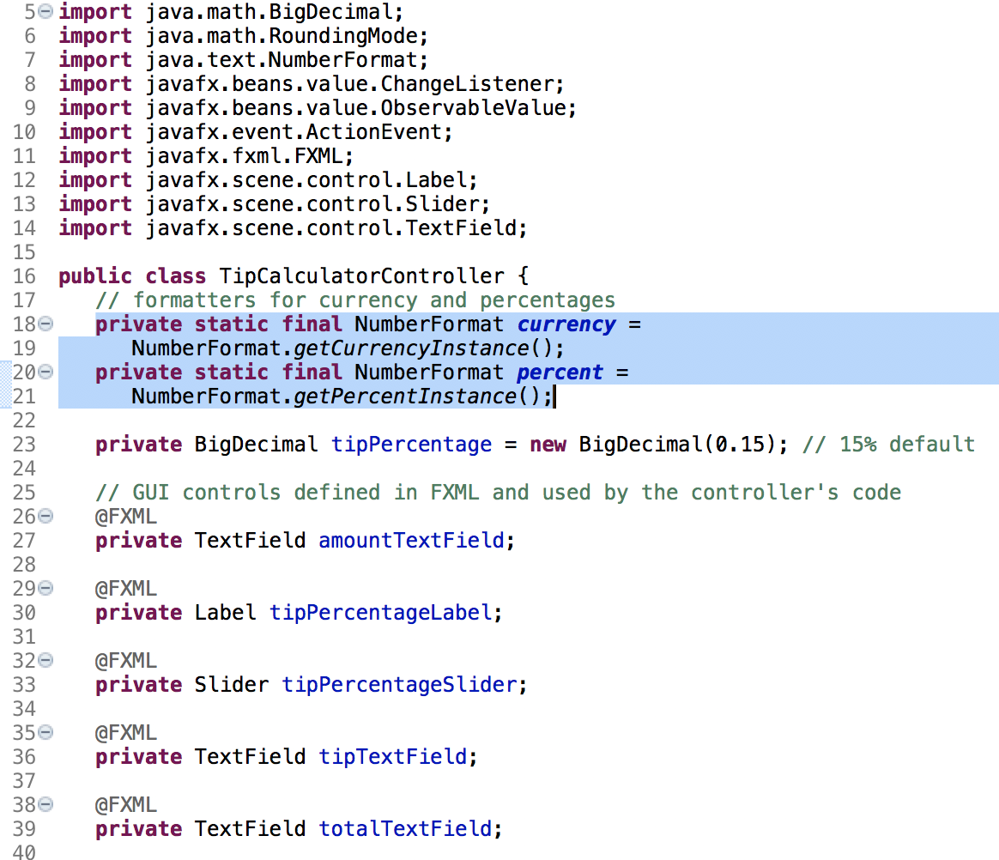 5 import java.math.BigDecimal;
6 import java.math.RoundingMode;
7 import java.text.NumberFormat;
8 import javafx.beans.value.ChangeListener;
9 import javafx.beans.value.ObservableValue;
10 import javafx.event.ActionEvent;
11 import javafx.fxml.FXML;
12 import javafx.scene.control.Label;
13 import javafx.scene.control.Slider;
14 import javafx.scene.control.TextField;
15
16 public class TipCalculatorController {
17    // formatters for currency and percentages
18    private static final NumberFormat currency =
19       NumberFormat.getCurrencyInstance();
20    private static final NumberFormat percent =
21       NumberFormat.getPercentInstance();
22
23    private BigDecimal tipPercentage = new BigDecimal(0.15); // 15% default
24
25    // GUI controls defined in FXML and used by the controller's code
26    @FXML
27    private TextField amountTextField;
28
29    @FXML
30    private Label tipPercentageLabel;
31
32    @FXML
33    private Slider tipPercentageSlider;
34
35    @FXML
36    private TextField tipTextField;
37
38    @FXML
39    private TextField totalTextField;
40